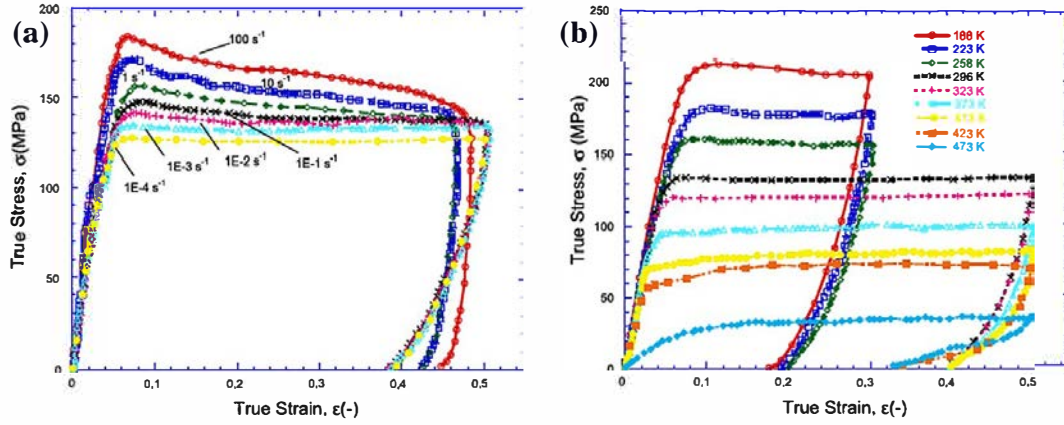 (a)
200
150
100
50
0
0
0,1
0,2
0,3
0,4
0,5
True Stress, σ(MPa)
True Strain, ε(-)
100 s⁻¹
10 s⁻¹
1 s⁻¹
1E-1 s⁻¹
1E-2 s⁻¹
1E-3 s⁻¹
1E-4 s⁻¹
(b)
250
200
150
100
50
0
0
0,1
0,2
0,3
0,4
0,5
True Stress, σ (MPa)
True Strain, ε(-)
223 K
258 K
296 K
323 K
373 K
423 K
473 K